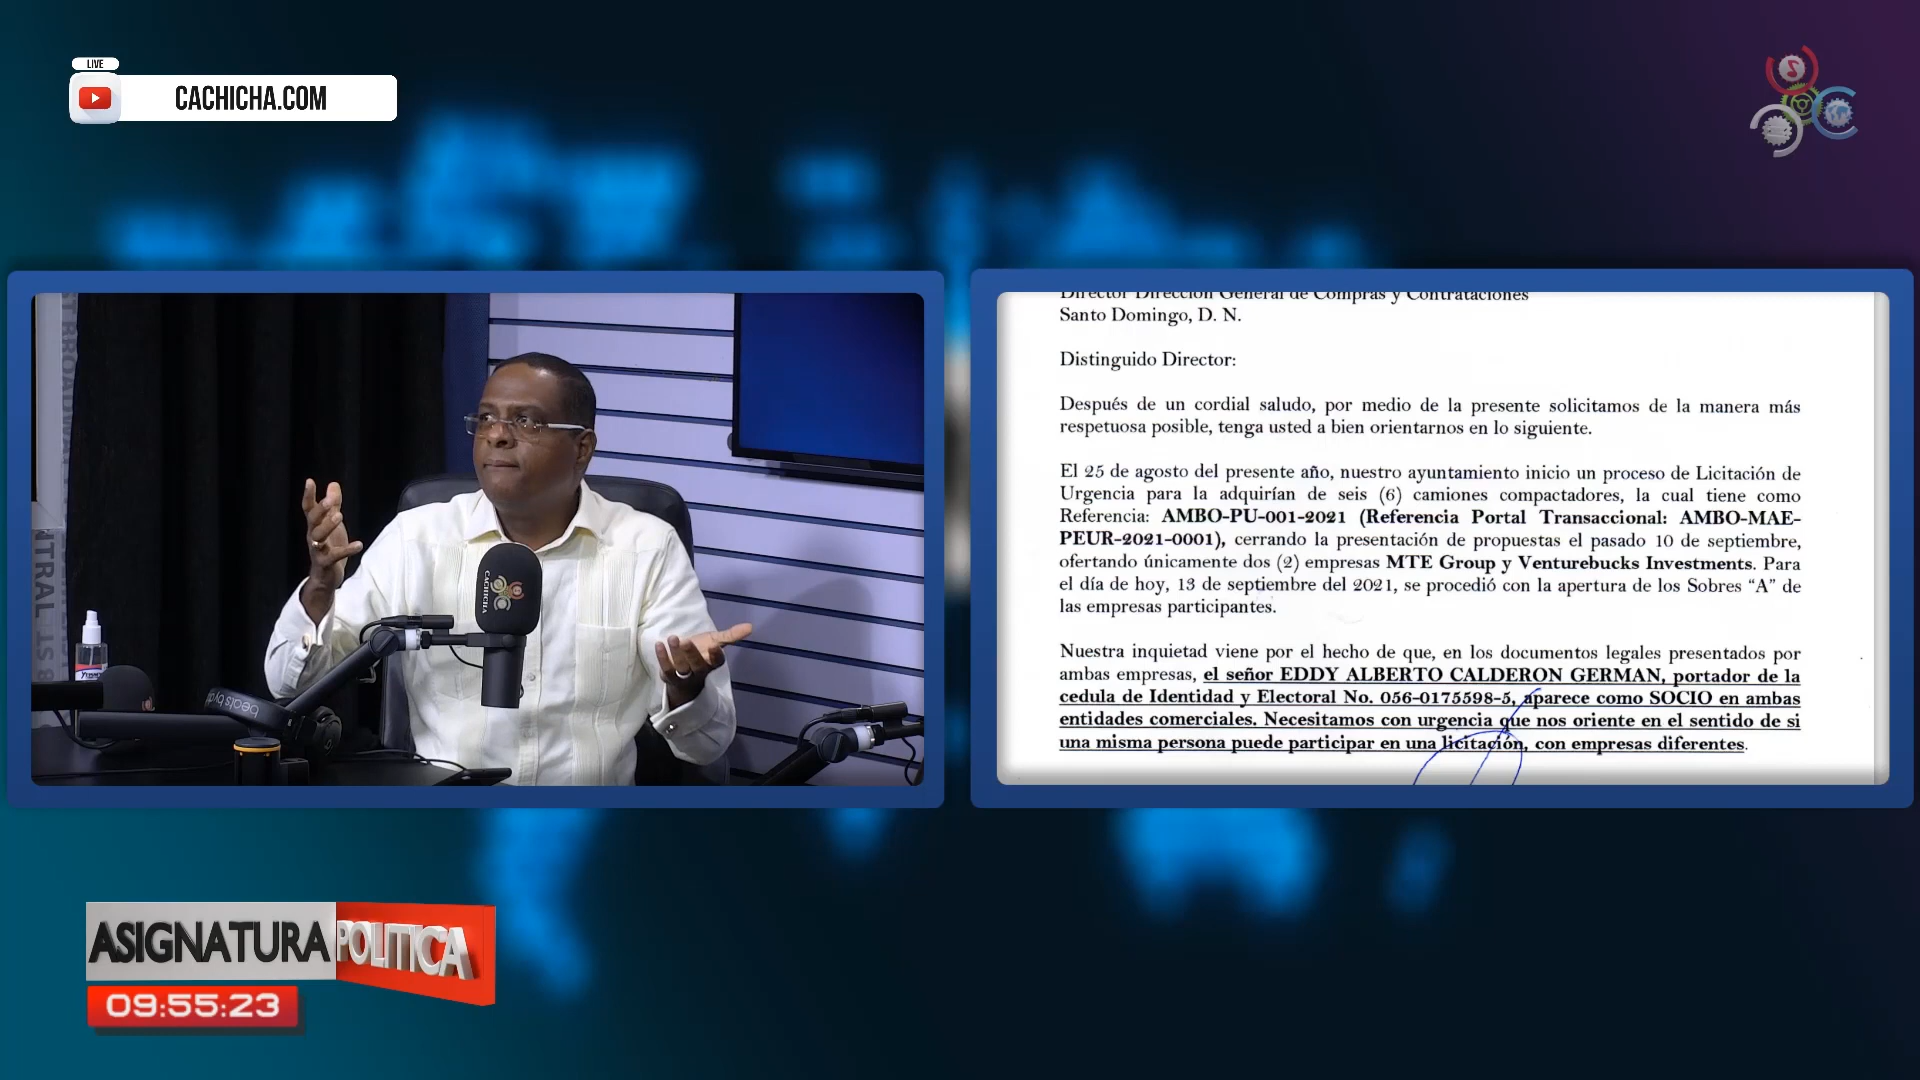 LIVE
CACHICHA.COM
Director Dirección General de Compras y Contrataciones
Santo Domingo, D. N.
Distinguido Director:
Después de un cordial saludo, por medio de la presente solicitamos de la manera más
respetuosa posible, tenga usted a bien orientarnos en lo siguiente.
El 25 de agosto del presente año, nuestro ayuntamiento inicio un proceso de Licitación de
Urgencia para la adquirían de seis (6) camiones compactadores, la cual tiene como
Referencia: AMBO-PU-001-2021 (Referencia Portal Transaccional: AMBO-MAE-
PEUR-2021-0001), cerrando la presentación de propuestas el pasado 10 de septiembre,
ofertando únicamente dos (2) empresas MTE Group y Venturebucks Investments. Para
el día de hoy, 13 de septiembre del 2021, se procedió con la apertura de los Sobres “A” de
las empresas participantes.
Nuestra inquietud viene por el hecho de que, en los documentos legales presentados por
ambas empresas, el señor EDDY ALBERTO CALDERON GERMAN, portador de la
cedula de Identidad y Electoral No. 056-0175598-5, aparece como SOCIO en ambas
entidades comerciales. Necesitamos con urgencia que nos oriente en el sentido de si
una misma persona puede participar en una licitación, con empresas diferentes.
CACHICHA
beats by d
ASIGNATURA
POLITICA
09:55:23